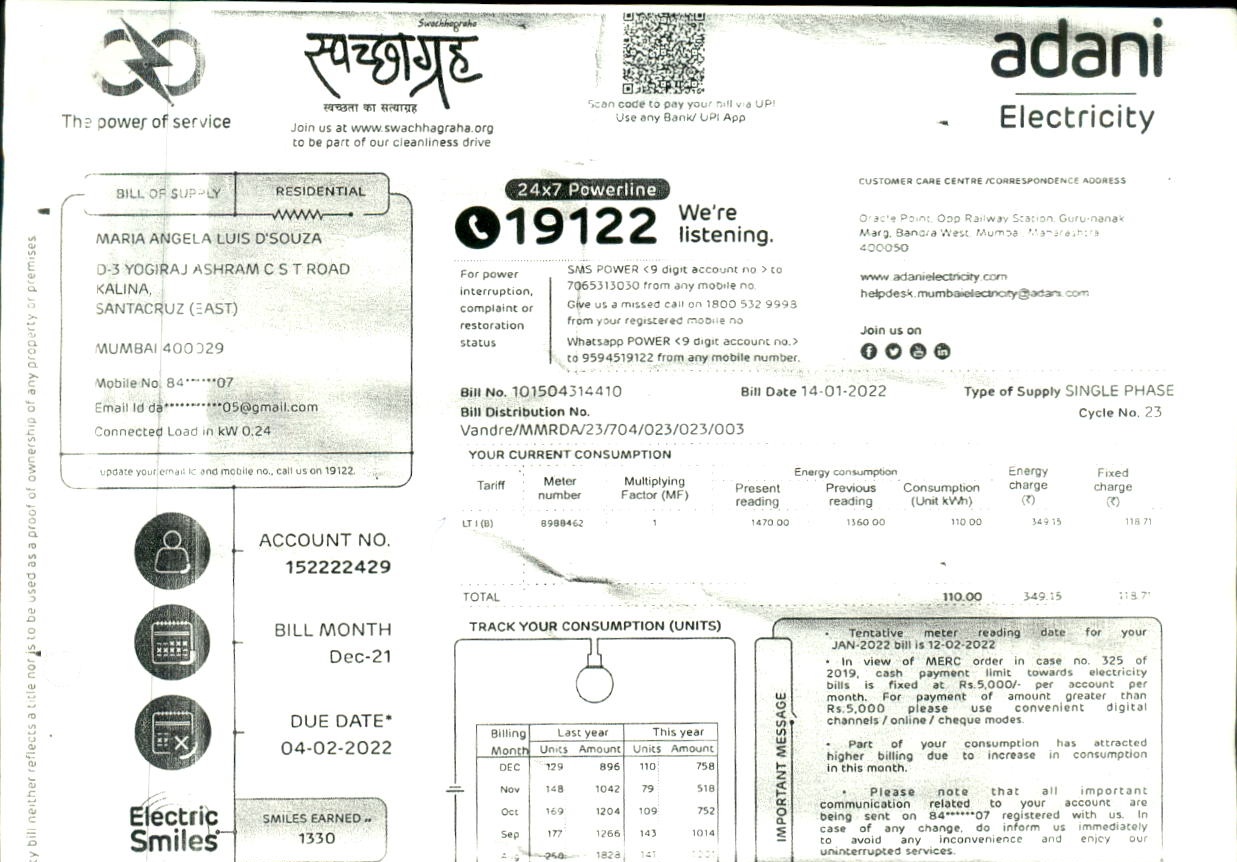 The power of service
Swachhagraha
स्वच्छाग्रह
स्वच्छता का सत्याग्रह
Join us at www.swachhagraha.org
to be part of our cleanliness drive
Scan code to pay your bill via UPI
Use any Bank/ UPI App
adani
Electricity
BILL OF SUPPLY RESIDENTIAL
MARIA ANGELA LUIS D'SOUZA
D-3 YOGIRAJ ASHRAM C S T ROAD
KALINA,
SANTACRUZ (EAST)
MUMBAI 400029
Mobile No. 84******07
Email Id da***********05@gmail.com
Connected Load in kW 0.24
update your email id and mobile no., call us on 19122.
24x7 Powerline
19122 We're
listening.
For power
interruption,
complaint or
restoration
status
SMS POWER <9 digit account no > to
7065313030 from any mobile no.
Give us a missed call on 1800 532 9998
from your registered mobile no
Whatsapp POWER <9 digit account no.>
to 9594519122 from any mobile number.
CUSTOMER CARE CENTRE /CORRESPONDENCE ADDRESS
Oracle Point, Opp Railway Station, Guru-nanak
Marg, Bandra West, Mumbai, Maharashtra
400050
www.adanielectricity.com
helpdesk.mumbaielectricity@adani.com
Join us on
Bill No. 101504314410 Bill Date 14-01-2022 Type of Supply SINGLE PHASE
Bill Distribution No. Cycle No. 23
Vandre/MMRDA/23/704/023/023/003
YOUR CURRENT CONSUMPTION
Tariff Meter number Multiplying Factor (MF) Energy consumption Present reading Previous reading Consumption (Unit kWh) Energy charge (₹) Fixed charge (₹)
LT I (B) 8988462 1 1470.00 1360.00 110.00 349.15 118.71
TOTAL 110.00 349.15 118.71
ACCOUNT NO.
152222429
BILL MONTH
Dec-21
DUE DATE*
04-02-2022
Electric
Smiles
SMILES EARNED
1330
TRACK YOUR CONSUMPTION (UNITS)
Billing Last year This year
Month Units Amount Units Amount
DEC 129 896 110 758
Nov 148 1042 79 518
Oct 169 1204 109 752
Sep 177 1266 143 1014
250 1828 141
IMPORTANT MESSAGE
• Tentative meter reading date for your
JAN-2022 bill is 12-02-2022
• In view of MERC order in case no. 325 of
2019, cash payment limit towards electricity
bills is fixed at Rs.5,000/- per account per
month. For payment of amount greater than
Rs.5,000 please use convenient digital
channels / online / cheque modes.
• Part of your consumption has attracted
higher billing due to increase in consumption
in this month.
• Please note that all important
communication related to your account are
being sent on 84******07 registered with us. In
case of any change, do inform us immediately
to avoid any inconvenience and enjoy our
uninterrupted services.
bill neither reflects a title nor is to be used as a proof of ownership of any property or premises